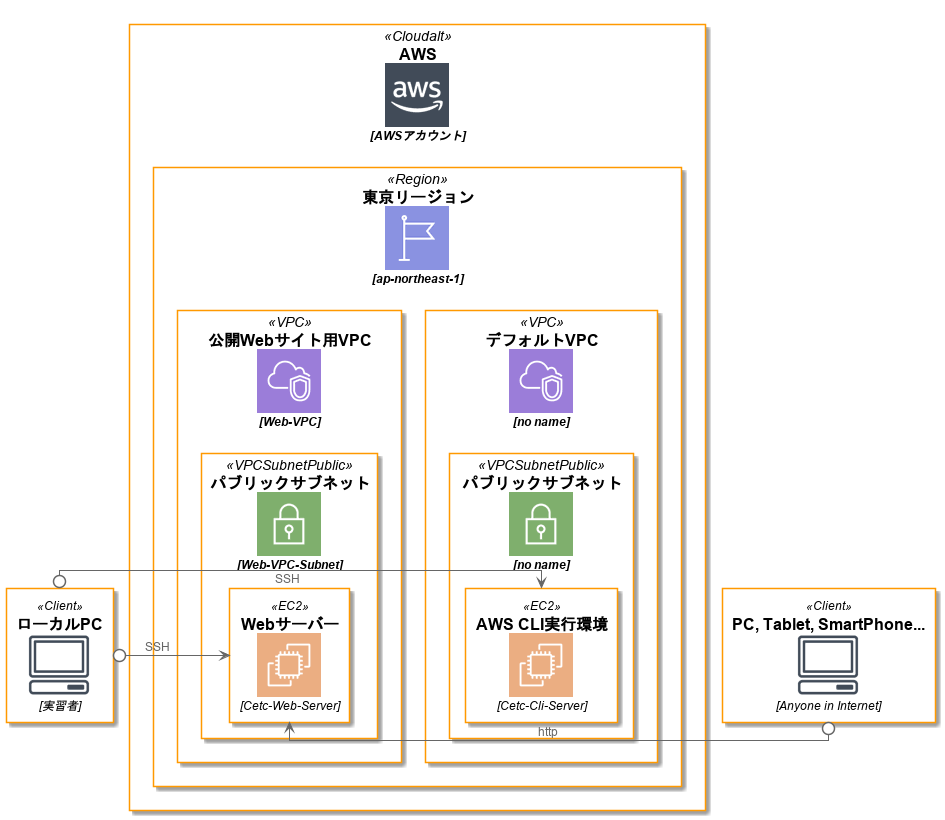 «Cloudalt»
AWS
aws
[AWSアカウント]
«Region»
東京リージョン
[ap-northeast-1]
«VPC»
公開Webサイト用VPC
[Web-VPC]
«VPC»
デフォルトVPC
[no name]
«VPCSubnetPublic»
パブリックサブネット
[Web-VPC-Subnet]
«VPCSubnetPublic»
パブリックサブネット
[no name]
SSH
«Client»
ローカルPC
[実習者]
SSH
«EC2»
Webサーバー
[Cetc-Web-Server]
«EC2»
AWS CLI実行環境
[Cetc-Cli-Server]
«Client»
PC, Tablet, SmartPhone...
[Anyone in Internet]
http